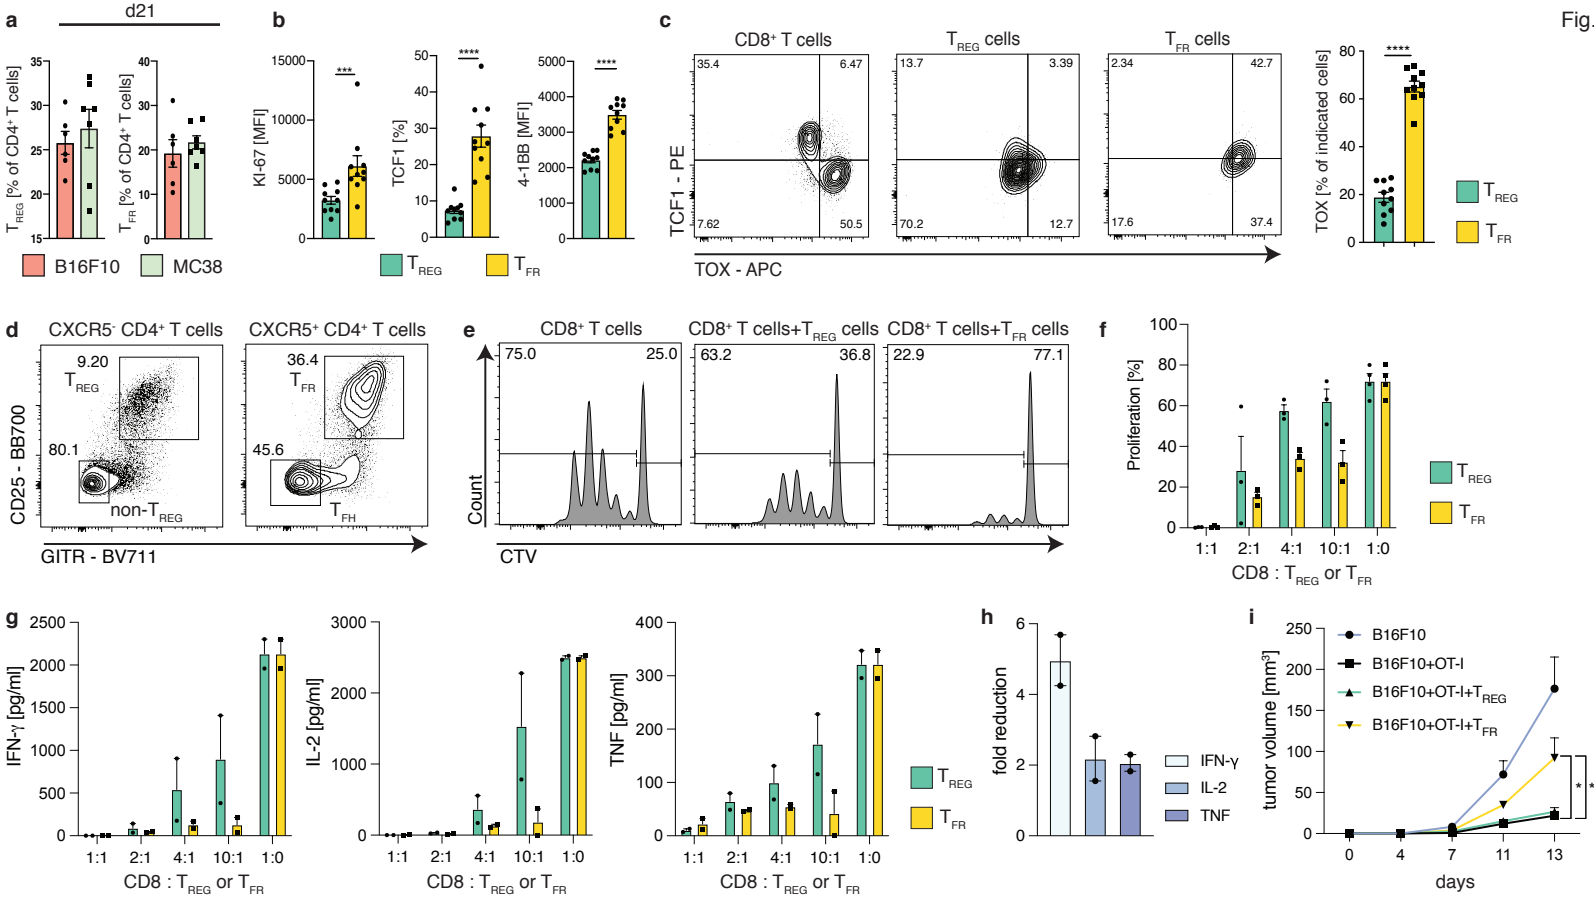 Fig.
a
d21
T_REG [% of CD4⁺ T cells]
35
30
25
20
15
T_FR [% of CD4⁺ T cells]
40
30
20
10
0
B16F10
MC38
b
KI-67 [MFI]
15000
10000
5000
0
***
TCF1 [%]
50
40
30
20
10
0
****
4-1BB [MFI]
5000
4000
3000
2000
1000
0
****
T_REG
T_FR
c
CD8⁺ T cells
T_REG cells
T_FR cells
35.4
6.47
7.62
50.5
13.7
3.39
70.2
12.7
2.34
42.7
17.6
37.4
TCF1 - PE
TOX - APC
TOX [% of indicated cells]
80
60
40
20
0
****
T_REG
T_FR
d
CXCR5⁻ CD4⁺ T cells
CXCR5⁺ CD4⁺ T cells
9.20
T_REG
80.1
non-T_REG
36.4
T_FR
45.6
T_FH
CD25 - BB700
GITR - BV711
e
CD8⁺ T cells
CD8⁺ T cells+T_REG cells
CD8⁺ T cells+T_FR cells
75.0
25.0
63.2
36.8
22.9
77.1
Count
CTV
f
Proliferation [%]
100
80
60
40
20
0
1:1
2:1
4:1
10:1
1:0
CD8 : T_REG or T_FR
T_REG
T_FR
g
IFN-γ [pg/ml]
2500
2000
1500
1000
500
0
1:1
2:1
4:1
10:1
1:0
CD8 : T_REG or T_FR
IL-2 [pg/ml]
3000
2000
1000
0
1:1
2:1
4:1
10:1
1:0
CD8 : T_REG or T_FR
TNF [pg/ml]
400
300
200
100
0
1:1
2:1
4:1
10:1
1:0
CD8 : T_REG or T_FR
T_REG
T_FR
h
fold reduction
6
4
2
0
IFN-γ
IL-2
TNF
i
tumor volume [mm³]
250
200
150
100
50
0
B16F10
B16F10+OT-I
B16F10+OT-I+T_REG
B16F10+OT-I+T_FR
*
*
0
4
7
11
13
days